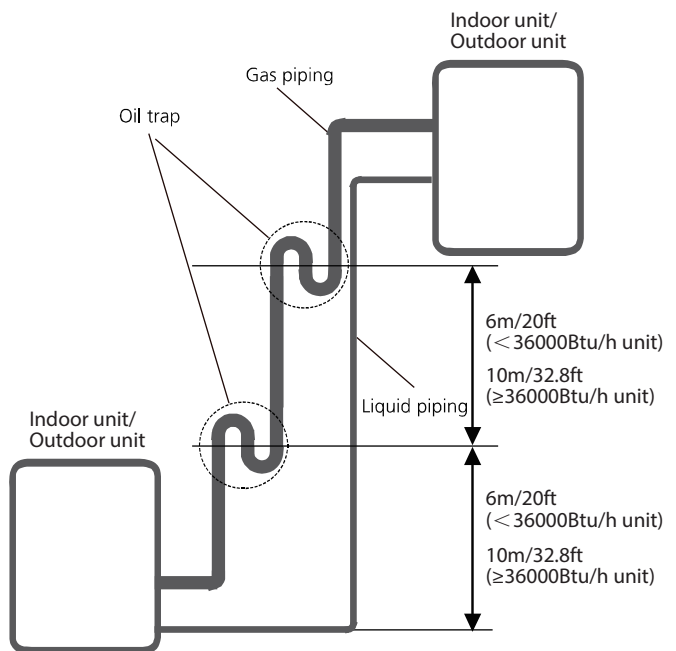 Indoor unit/
Outdoor unit
Gas piping
Oil trap
6m/20ft
(＜36000Btu/h unit)
10m/32.8ft
(≥36000Btu/h unit)
Liquid piping
Indoor unit/
Outdoor unit
6m/20ft
(＜36000Btu/h unit)
10m/32.8ft
(≥36000Btu/h unit)